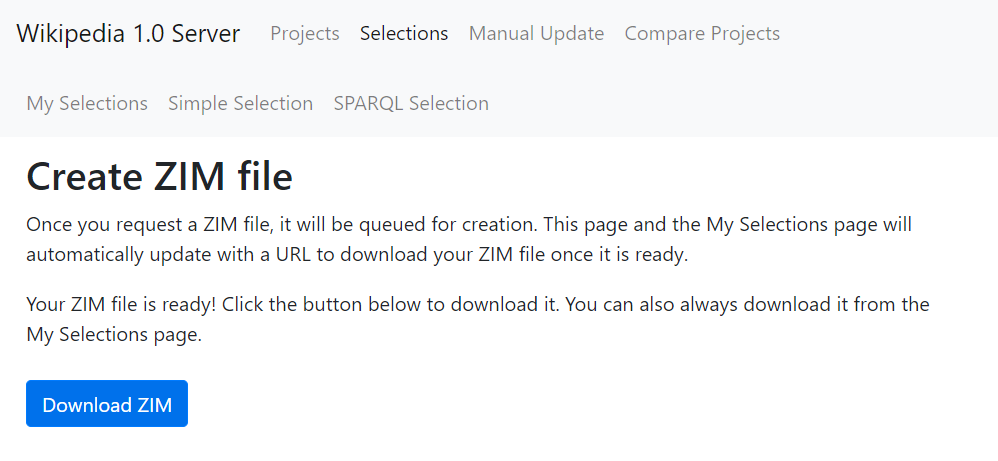 Wikipedia 1.0 Server Projects Selections Manual Update Compare Projects
My Selections Simple Selection SPARQL Selection
Create ZIM file
Once you request a ZIM file, it will be queued for creation. This page and the My Selections page will
automatically update with a URL to download your ZIM file once it is ready.
Your ZIM file is ready! Click the button below to download it. You can also always download it from the
My Selections page.
Download ZIM